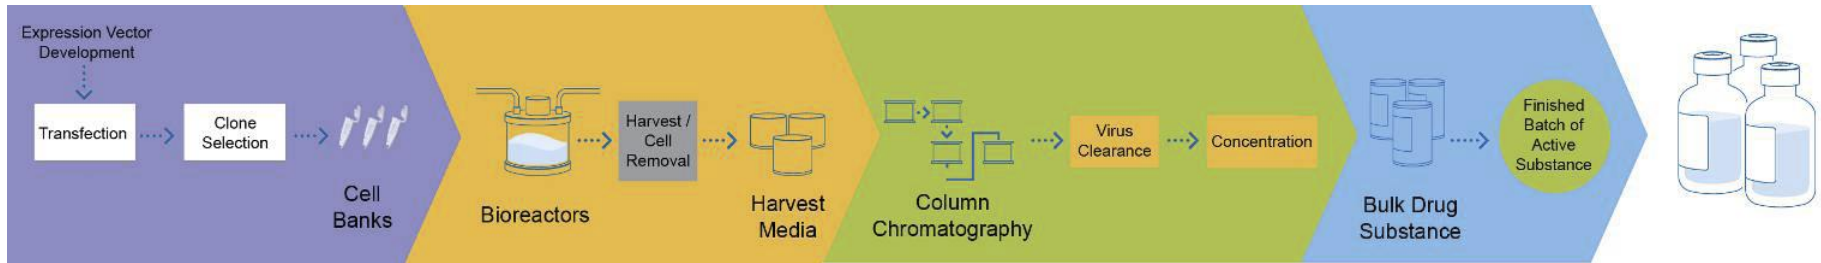 Expression Vector
Development
Transfection
Clone
Selection
Cell
Banks
Bioreactors
Harvest /
Cell
Removal
Harvest
Media
Column
Chromatography
Virus
Clearance
Concentration
Bulk Drug
Substance
Finished
Batch of
Active
Substance